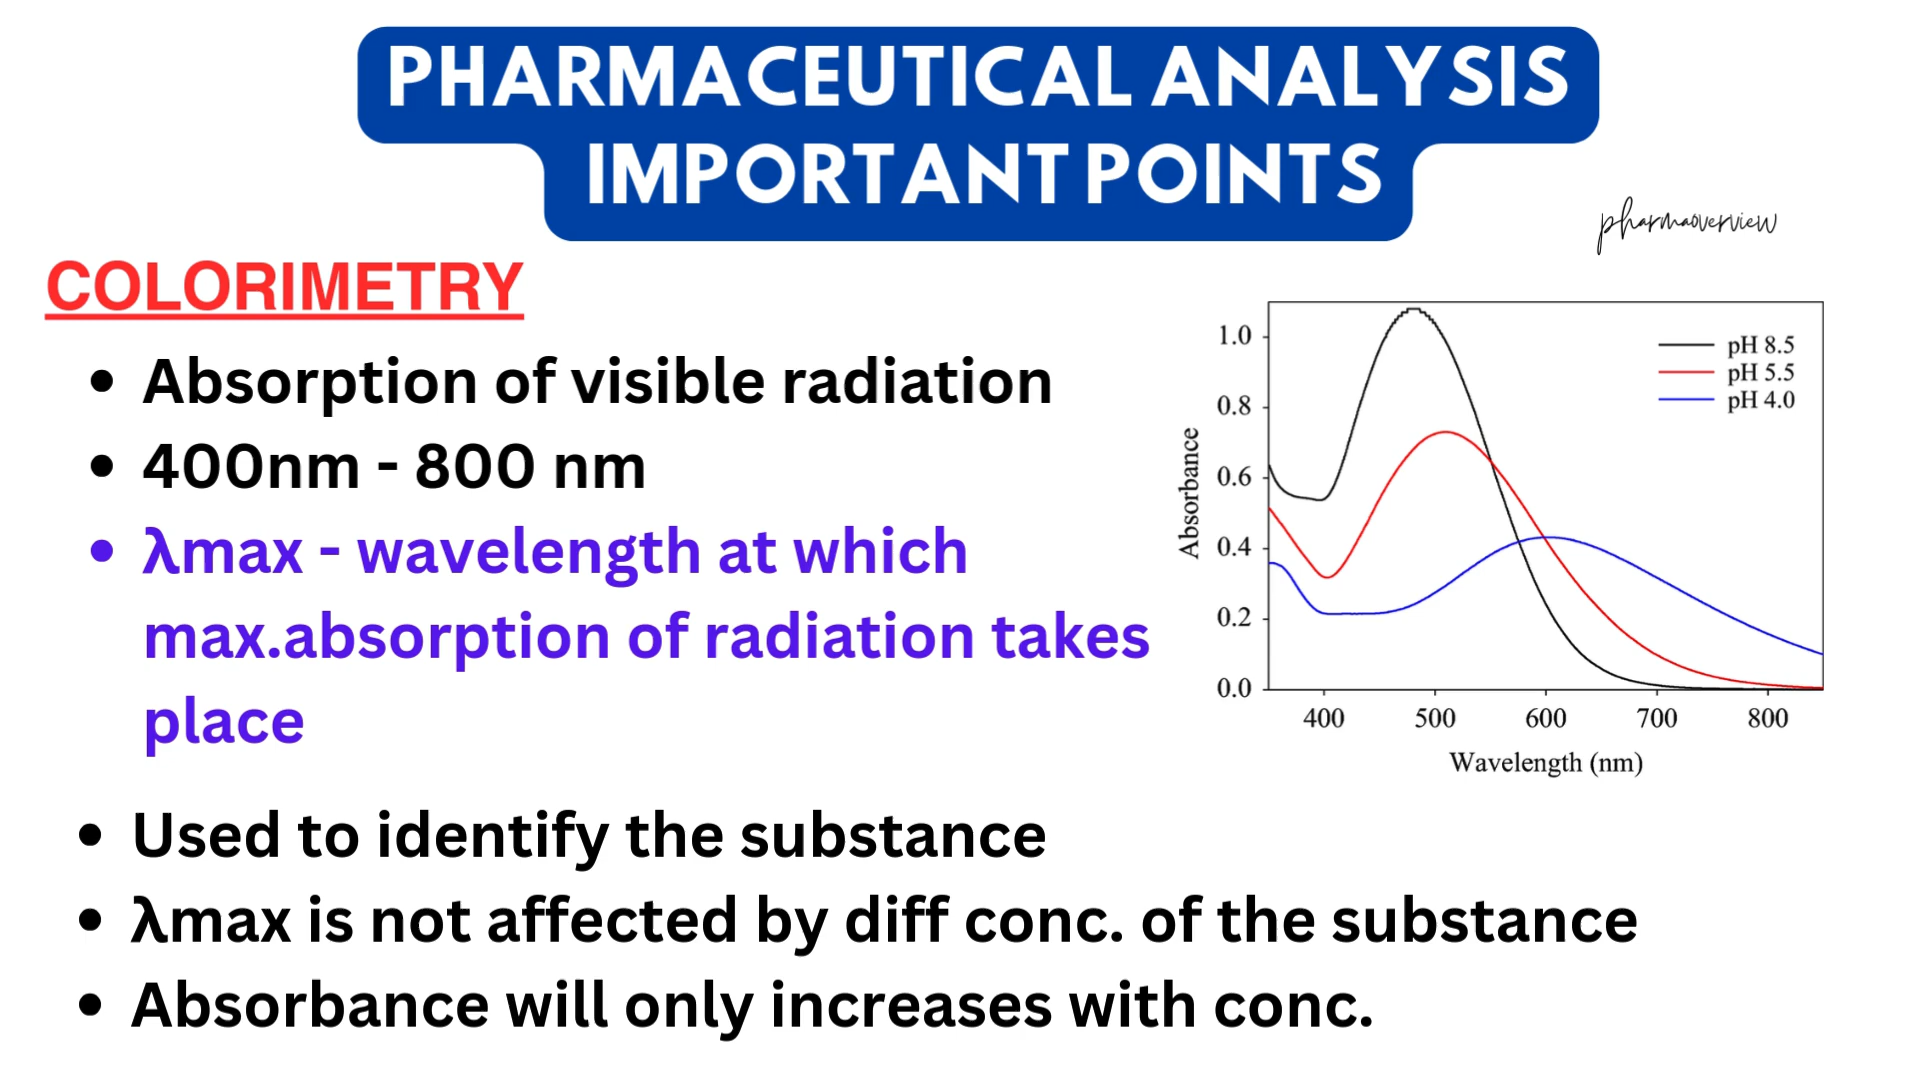 PHARMACEUTICAL ANALYSIS
IMPORTANT POINTS
pharmaoverview
COLORIMETRY
• Absorption of visible radiation
• 400nm - 800 nm
• λmax - wavelength at which
max.absorption of radiation takes
place
1.0
0.8
0.6
0.4
0.2
0.0
Absorbance
pH 8.5
pH 5.5
pH 4.0
400 500 600 700 800
Wavelength (nm)
• Used to identify the substance
• λmax is not affected by diff conc. of the substance
• Absorbance will only increases with conc.